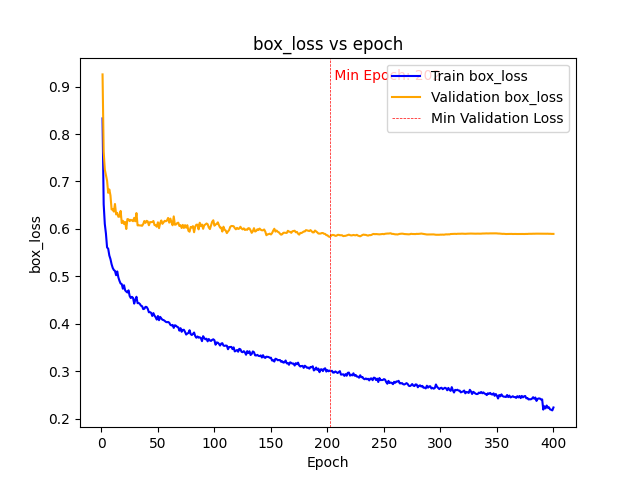 box_loss vs epoch
Min Epoch: 20
Train box_loss
Validation box_loss
Min Validation Loss
box_loss
0.9
0.8
0.7
0.6
0.5
0.4
0.3
0.2
0
50
100
150
200
250
300
350
400
Epoch